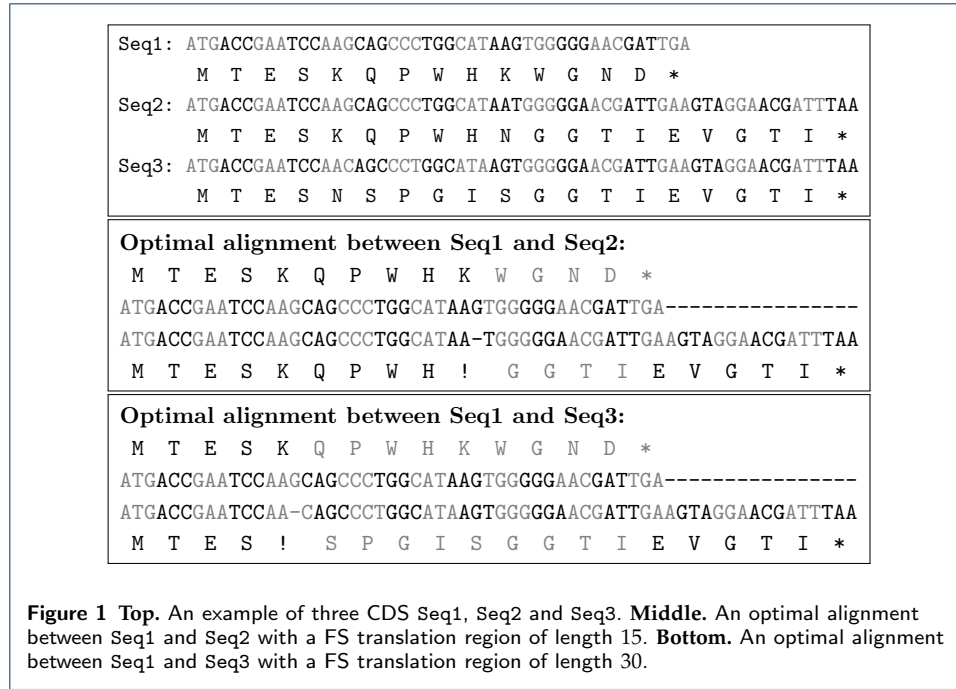 Seq1: ATGACCGAATCCAAGCAGCCCTGGCATAAGTGGGGGAACGATTGA
M T E S K Q P W H K W G N D *
Seq2: ATGACCGAATCCAAGCAGCCCTGGCATAATGGGGGAACGATTGAAGTAGGAACGATTTAA
M T E S K Q P W H N G G T I E V G T I *
Seq3: ATGACCGAATCCAACAGCCCTGGCATAAGTGGGGGAACGATTGAAGTAGGAACGATTTAA
M T E S N S P G I S G G T I E V G T I *
Optimal alignment between Seq1 and Seq2:
M T E S K Q P W H K W G N D *
ATGACCGAATCCAAGCAGCCCTGGCATAAGTGGGGGAACGATTGA----------------
ATGACCGAATCCAAGCAGCCCTGGCATAA-TGGGGGAACGATTGAAGTAGGAACGATTTAA
M T E S K Q P W H ! G G T I E V G T I *
Optimal alignment between Seq1 and Seq3:
M T E S K Q P W H K W G N D *
ATGACCGAATCCAAGCAGCCCTGGCATAAGTGGGGGAACGATTGA----------------
ATGACCGAATCCAA-CAGCCCTGGCATAAGTGGGGGAACGATTGAAGTAGGAACGATTTAA
M T E S ! S P G I S G G T I E V G T I *
Figure 1 Top. An example of three CDS Seq1, Seq2 and Seq3. Middle. An optimal alignment
between Seq1 and Seq2 with a FS translation region of length 15. Bottom. An optimal alignment
between Seq1 and Seq3 with a FS translation region of length 30.